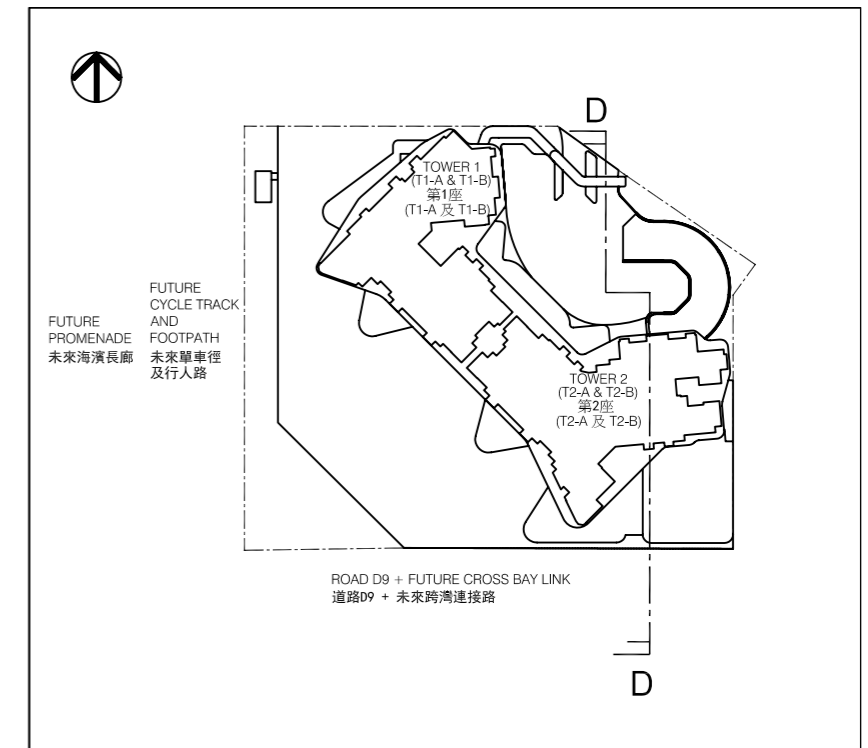 D
TOWER 1
(T1-A & T1-B)
第1座
(T1-A 及 T1-B)
FUTURE
PROMENADE
未來海濱長廊
FUTURE
CYCLE TRACK
AND
FOOTPATH
未來單車徑
及行人路
TOWER 2
(T2-A & T2-B)
第2座
(T2-A 及 T2-B)
ROAD D9 + FUTURE CROSS BAY LINK
道路D9 + 未來跨灣連接路
D